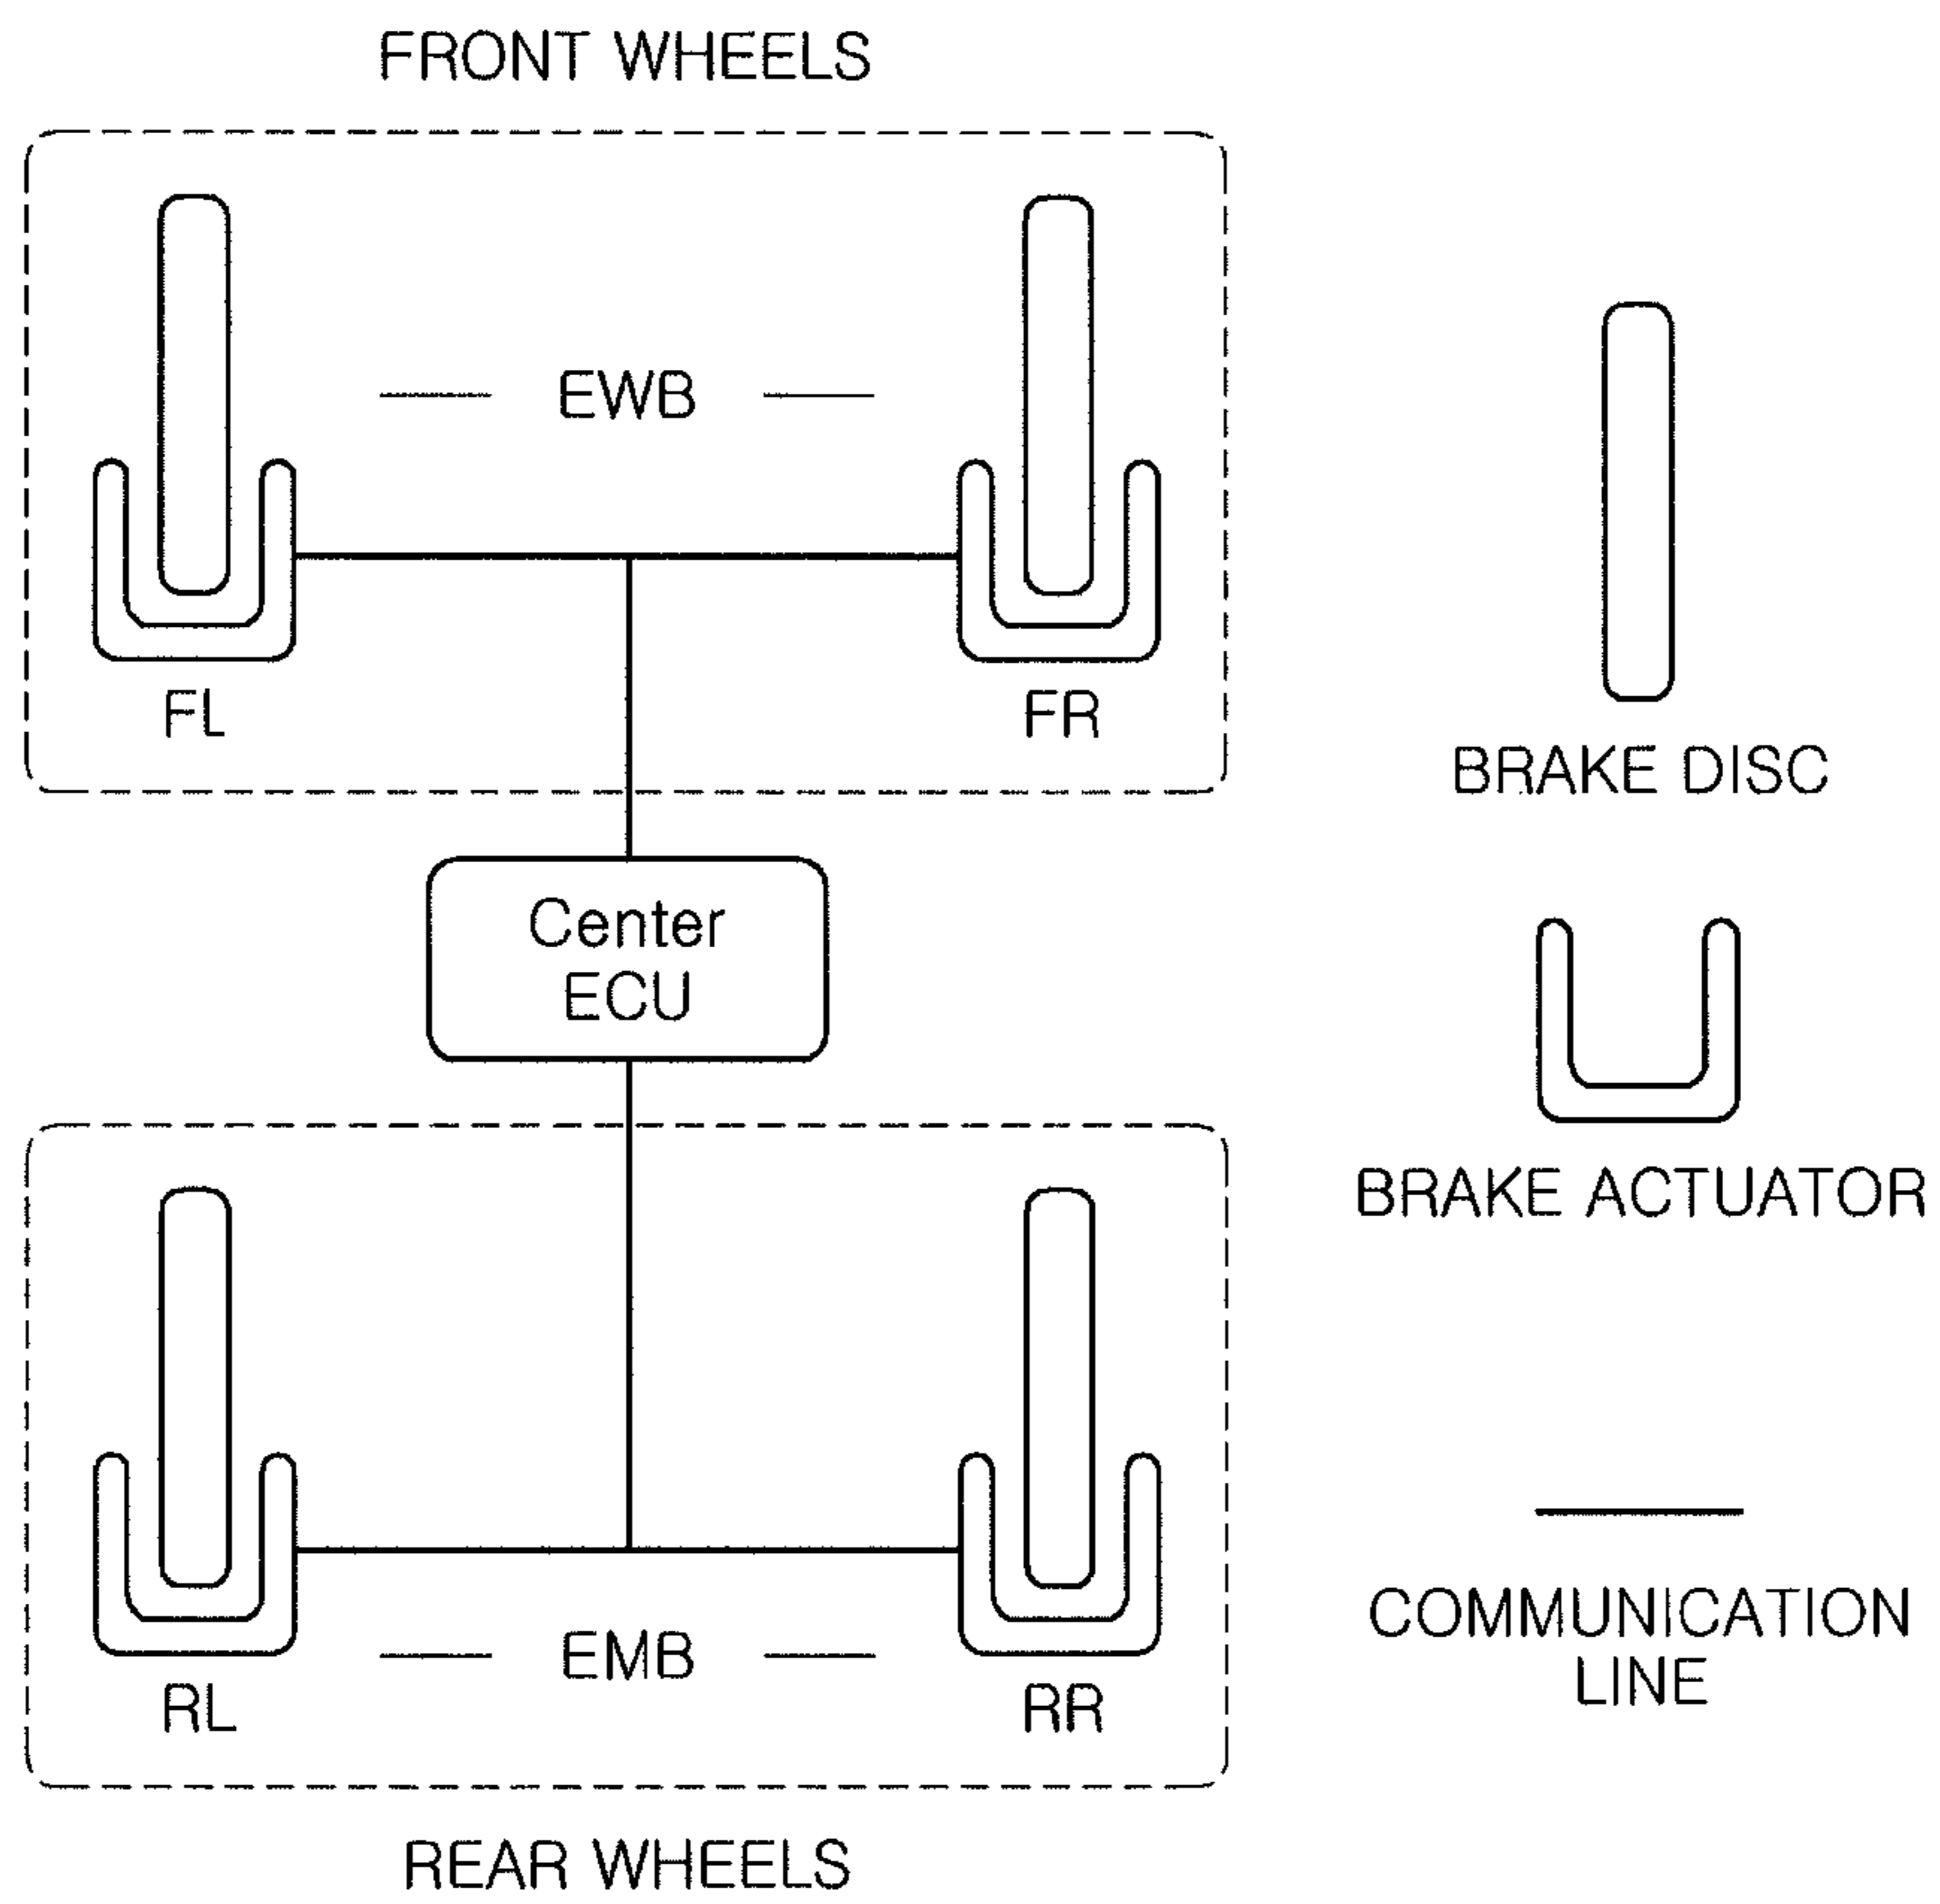 FRONT WHEELS
EWB
FL
FR
BRAKE DISC
Center
ECU
BRAKE ACTUATOR
COMMUNICATION
LINE
EMB
RL
RR
REAR WHEELS